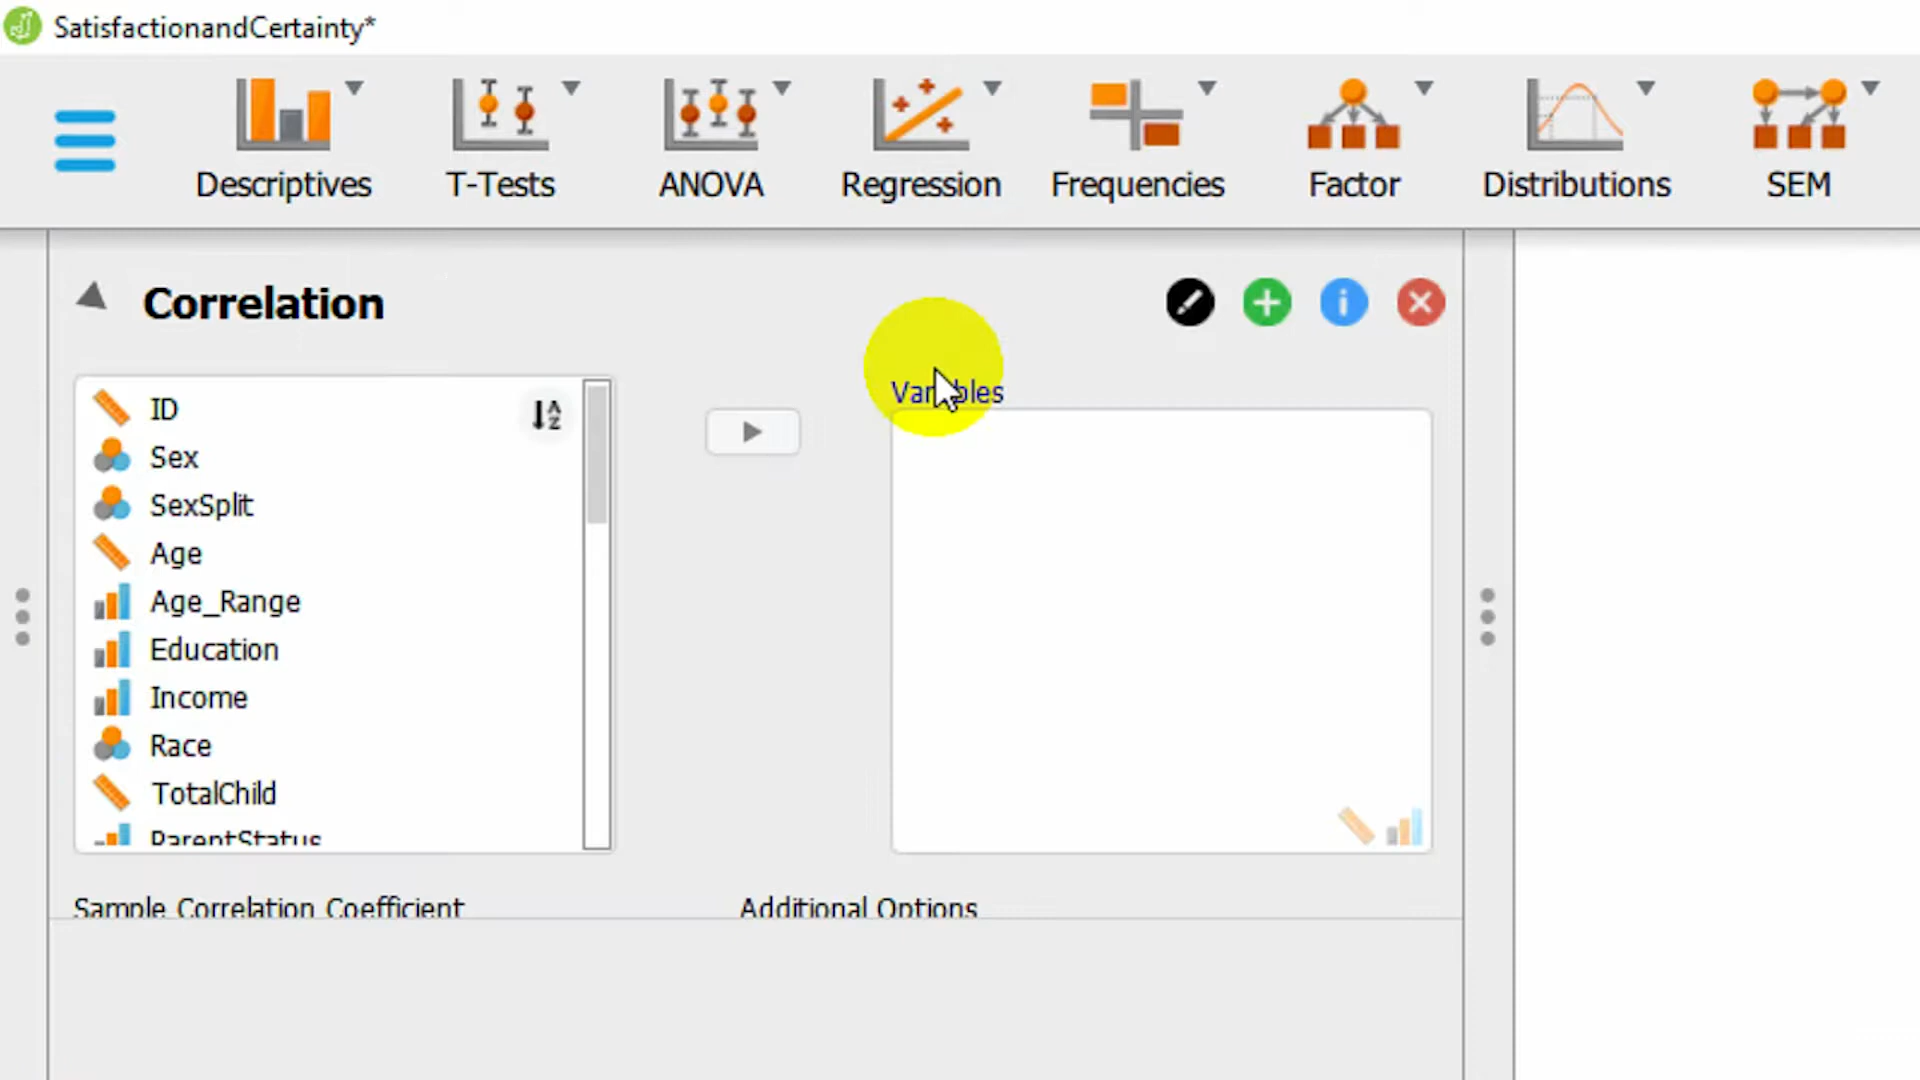 SatisfactionandCertainty*
Descriptives
T-Tests
ANOVA
Regression
Frequencies
Factor
Distributions
SEM
Correlation
Variables
ID
Sex
SexSplit
Age
Age_Range
Education
Income
Race
TotalChild
ParentStatus
Sample Correlation Coefficient
Additional Options